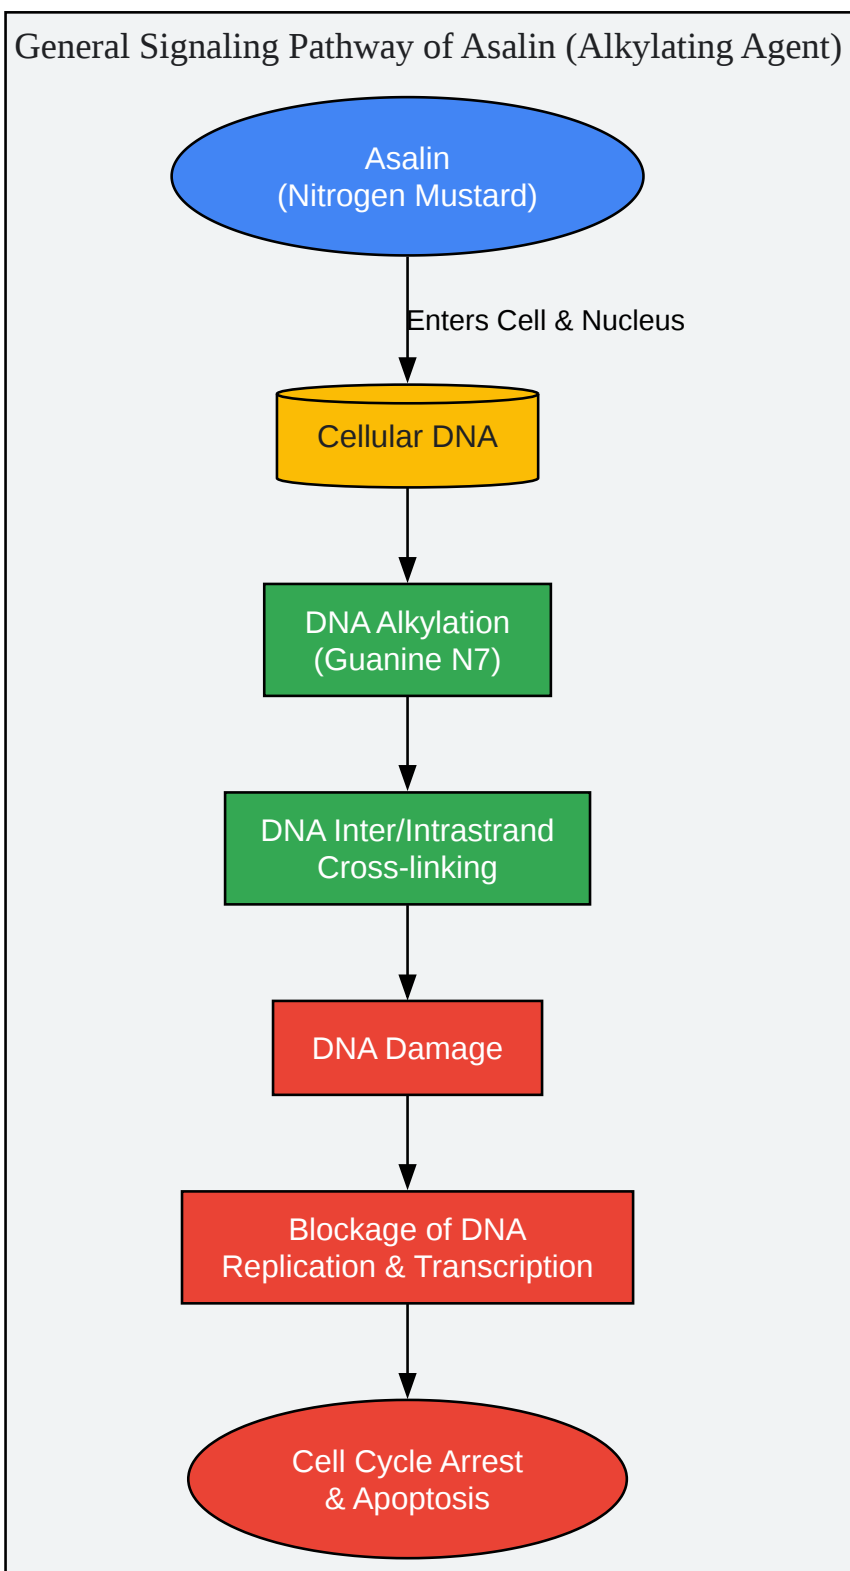 General Signaling Pathway of Asalin (Alkylating Agent)
Asalin
(Nitrogen Mustard)
Enters Cell & Nucleus
Cellular DNA
DNA Alkylation
(Guanine N7)
DNA Inter/Intrastrand
Cross-linking
DNA Damage
Blockage of DNA
Replication & Transcription
Cell Cycle Arrest
& Apoptosis